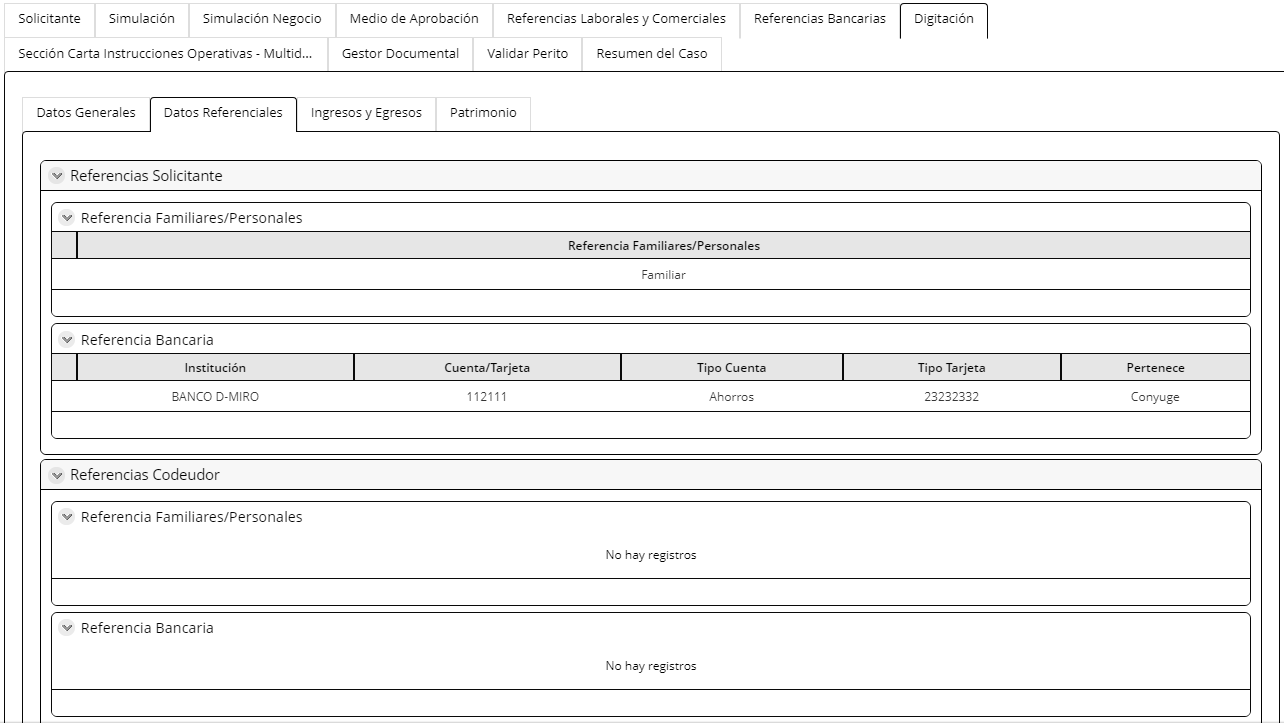 Solicitante Simulación Simulación Negocio Medio de Aprobación Referencias Laborales y Comerciales Referencias Bancarias Digitación
Sección Carta Instrucciones Operativas - Multid... Gestor Documental Validar Perito Resumen del Caso
Datos Generales Datos Referenciales Ingresos y Egresos Patrimonio
Referencias Solicitante
Referencia Familiares/Personales
Referencia Familiares/Personales
Familiar
Referencia Bancaria
Institución Cuenta/Tarjeta Tipo Cuenta Tipo Tarjeta Pertenece
BANCO D-MIRO 112111 Ahorros 23232332 Conyuge
Referencias Codeudor
Referencia Familiares/Personales
No hay registros
Referencia Bancaria
No hay registros